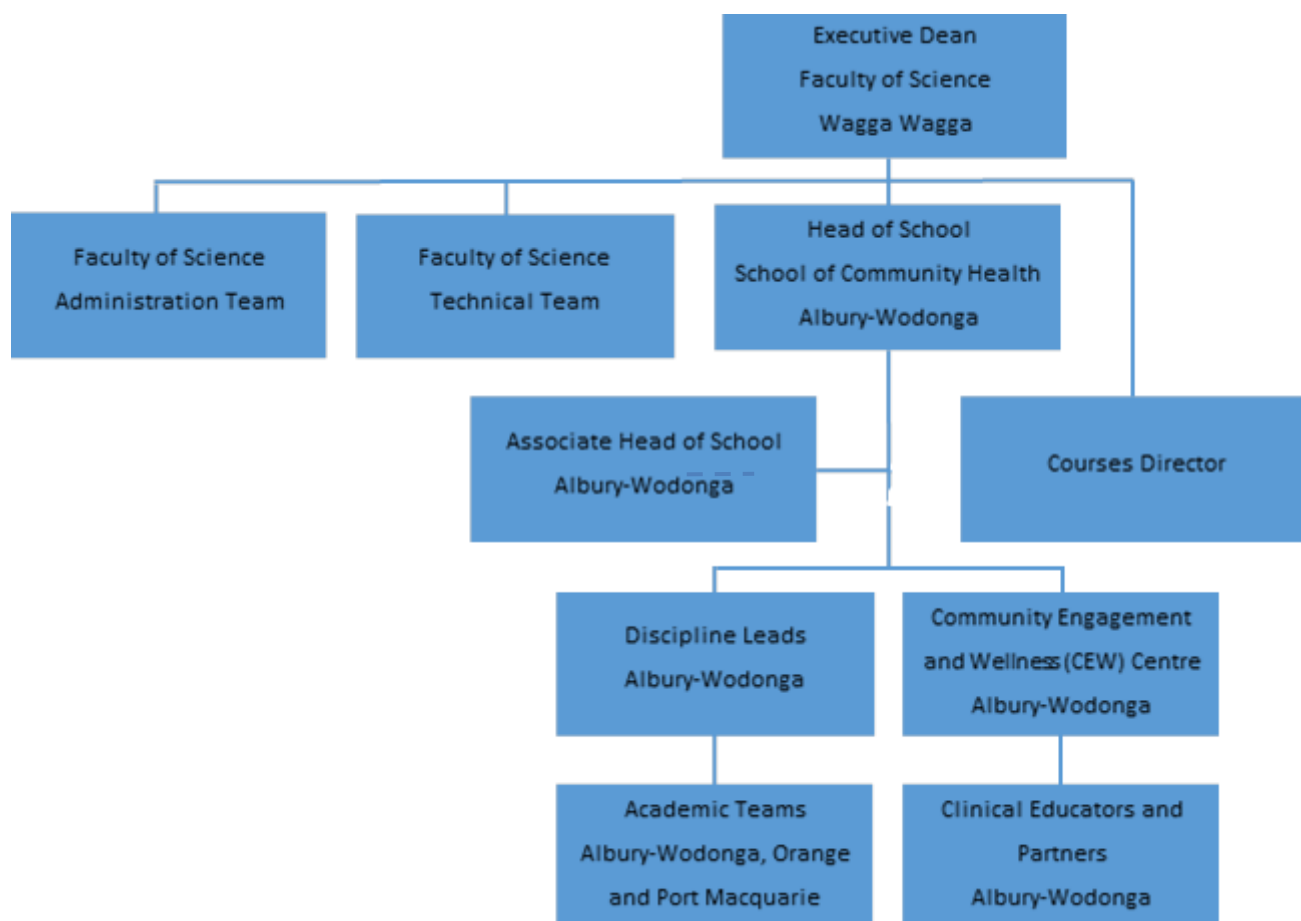 Executive Dean
Faculty of Science
Wagga Wagga
Faculty of Science
Administration Team
Faculty of Science
Technical Team
Head of School
School of Community Health
Albury-Wodonga
Associate Head of School
Albury-Wodonga
Courses Director
Discipline Leads
Albury-Wodonga
Community Engagement
and Wellness (CEW) Centre
Albury-Wodonga
Academic Teams
Albury-Wodonga, Orange
and Port Macquarie
Clinical Educators and
Partners
Albury-Wodonga